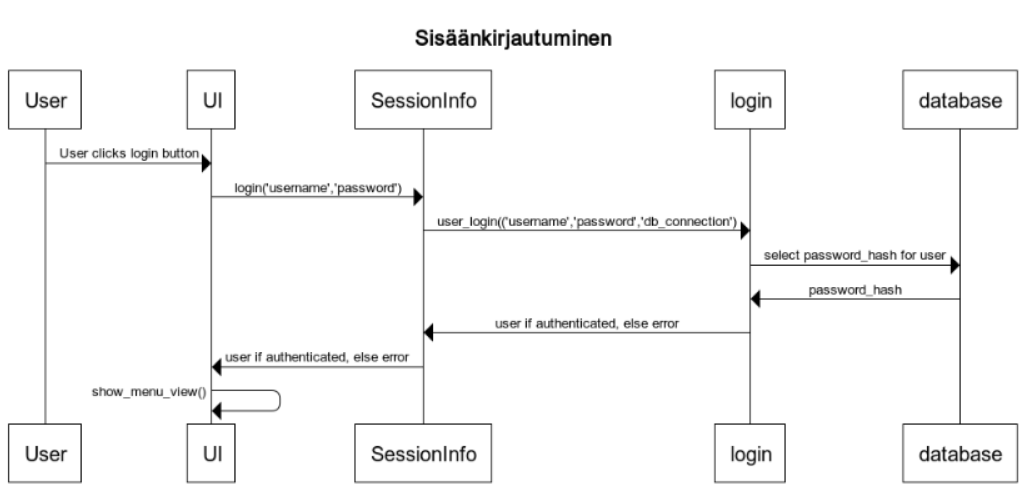 Sisäänkirjautuminen
User UI SessionInfo login database
User clicks login button
login('username','password')
user_login(('username','password','db_connection')
select password_hash for user
password_hash
user if authenticated, else error
user if authenticated, else error
show_menu_view()
User UI SessionInfo login database